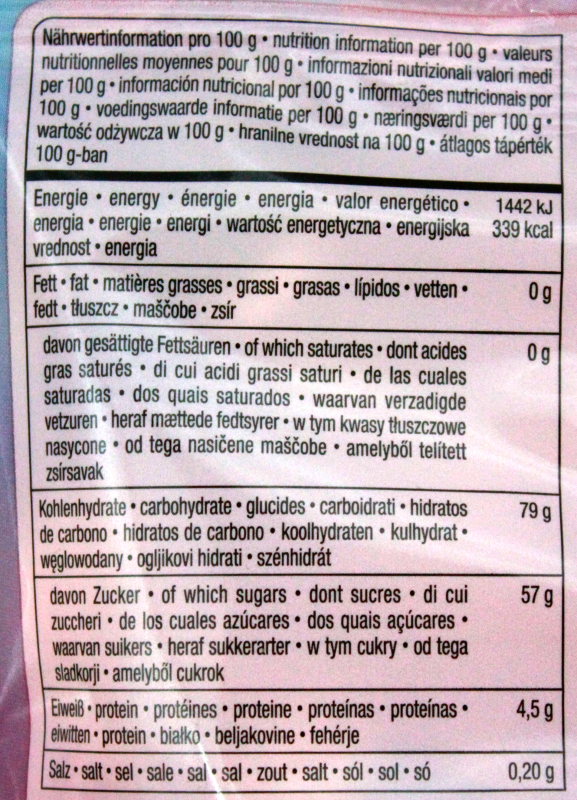 Nährwertinformation pro 100 g • nutrition information per 100 g • valeurs
nutritionnelles moyennes pour 100 g • informazioni nutrizionali valori medi
per 100 g • información nutricional por 100 g • informações nutricionais por
100 g • voedingswaarde informatie per 100 g • næringsværdi per 100 g •
wartość odżywcza w 100 g • hranilne vrednost na 100 g • átlagos tápérték
100 g-ban
Energie • energy • énergie • energia • valor energético • 1442 kJ
energia • energie • energi • wartość energetyczna • energijska 339 kcal
vrednost • energia
Fett • fat • matières grasses • grassi • grasas • lípidos • vetten • 0 g
fedt • tłuszcz • maščobe • zsír
davon gesättigte Fettsäuren • of which saturates • dont acides 0 g
gras saturés • di cui acidi grassi saturi • de las cuales
saturadas • dos quais saturados • waarvan verzadigde
vetzuren • heraf mættede fedtsyrer • w tym kwasy tłuszczowe
nasycone • od tega nasičene maščobe • amelyből telített
zsírsavak
Kohlenhydrate • carbohydrate • glucides • carboidrati • hidratos 79 g
de carbono • hidratos de carbono • koolhydraten • kulhydrat •
węglowodany • ogljikovi hidrati • szénhidrát
davon Zucker • of which sugars • dont sucres • di cui 57 g
zuccheri • de los cuales azúcares • dos quais açúcares •
waarvan suikers • heraf sukkerarter • w tym cukry • od tega
sladkorji • amelyből cukrok
Eiweiß • protein • protéines • proteine • proteínas • proteínas • 4,5 g
eiwitten • protein • białko • beljakovine • fehérje
Salz • salt • sel • sale • sal • sal • zout • salt • sól • sol • só 0,20 g